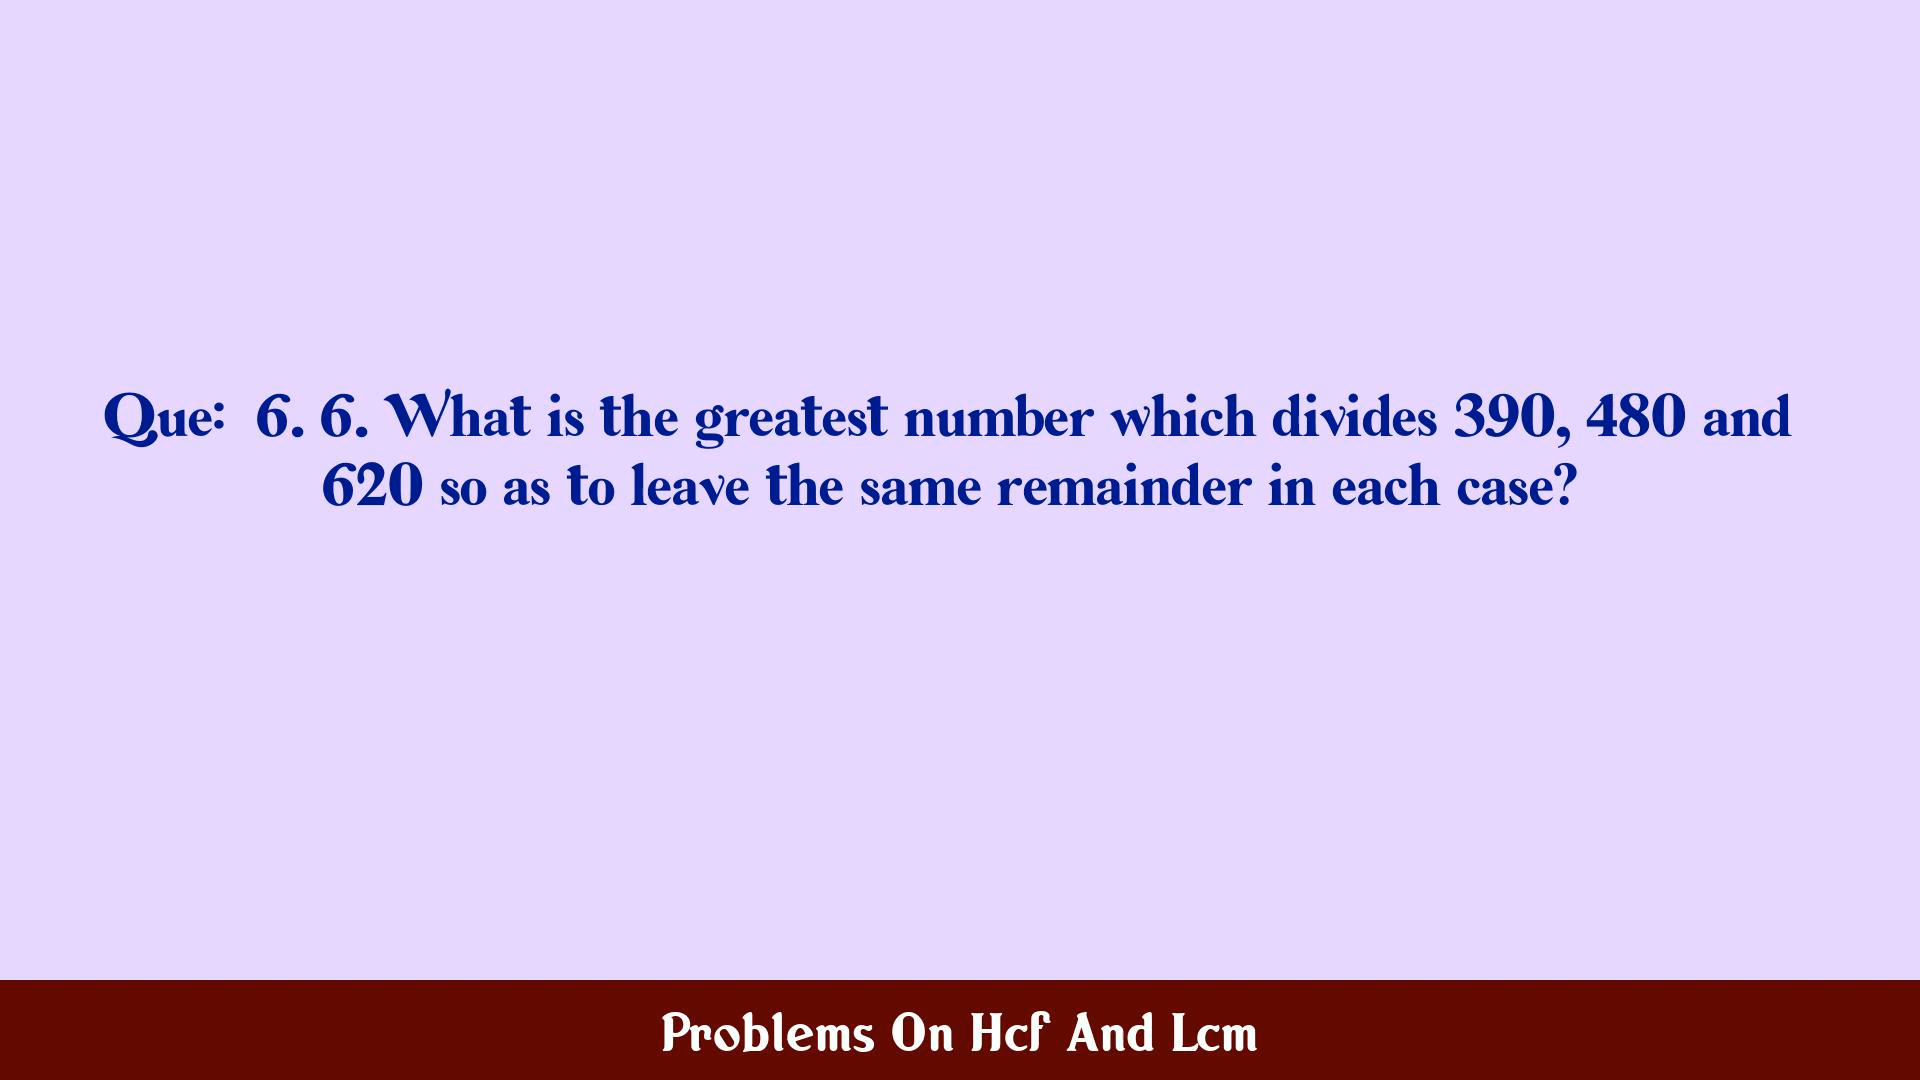 Que: 6. 6. What is the greatest number which divides 390, 480 and
620 so as to leave the same remainder in each case?
Problems On Hcf And Lcm